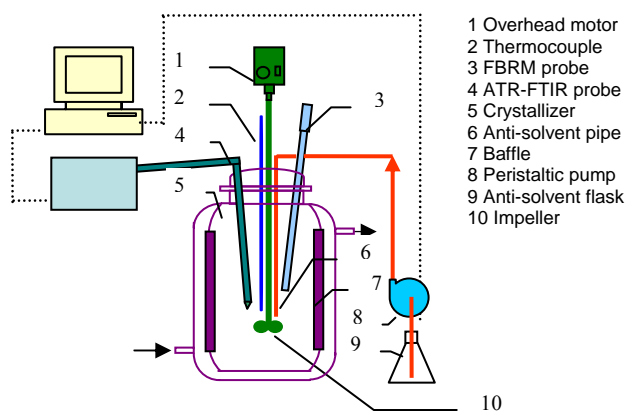 1 Overhead motor
2 Thermocouple
3 FBRM probe
4 ATR-FTIR probe
5 Crystallizer
6 Anti-solvent pipe
7 Baffle
8 Peristaltic pump
9 Anti-solvent flask
10 Impeller
1
2
3
4
5
6
7
8
9
10